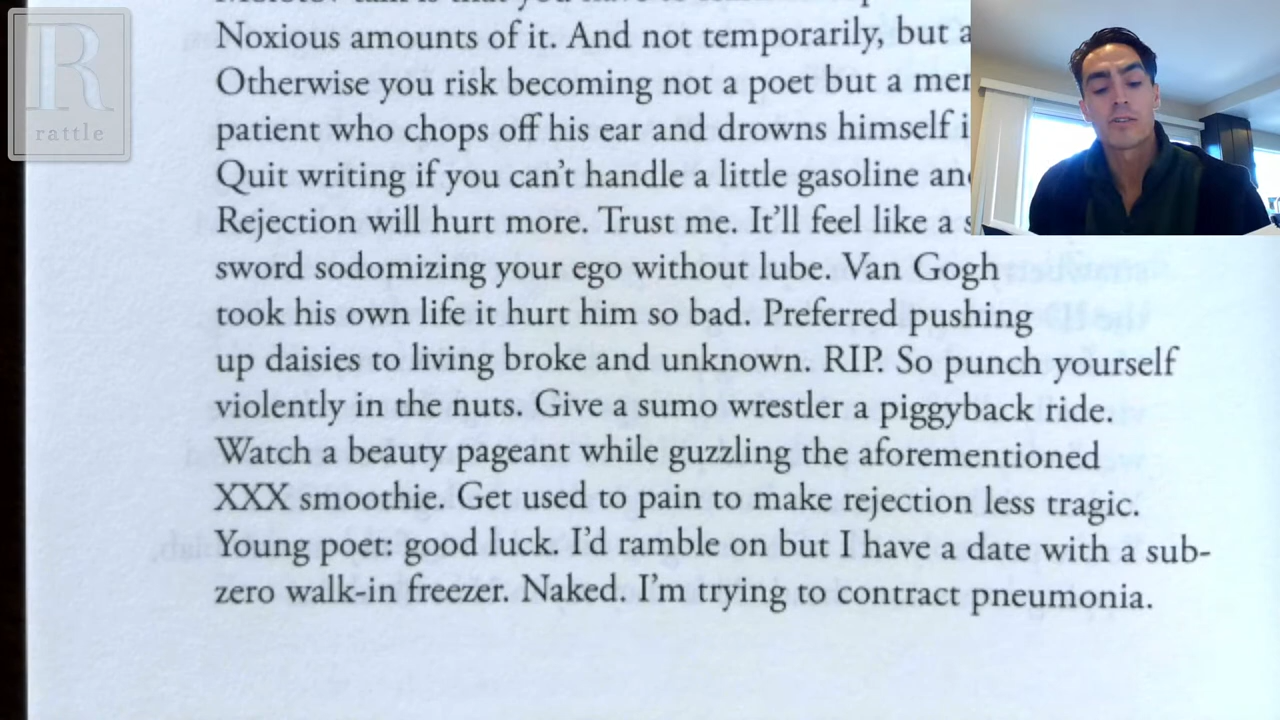 R
rattle
Noxious amounts of it. And not temporarily, but a
Otherwise you risk becoming not a poet but a mer
patient who chops off his ear and drowns himself i
Quit writing if you can't handle a little gasoline an
Rejection will hurt more. Trust me. It'll feel like a s
sword sodomizing your ego without lube. Van Gogh
took his own life it hurt him so bad. Preferred pushing
up daisies to living broke and unknown. RIP. So punch yourself
violently in the nuts. Give a sumo wrestler a piggyback ride.
Watch a beauty pageant while guzzling the aforementioned
XXX smoothie. Get used to pain to make rejection less tragic.
Young poet: good luck. I'd ramble on but I have a date with a sub-
zero walk-in freezer. Naked. I'm trying to contract pneumonia.